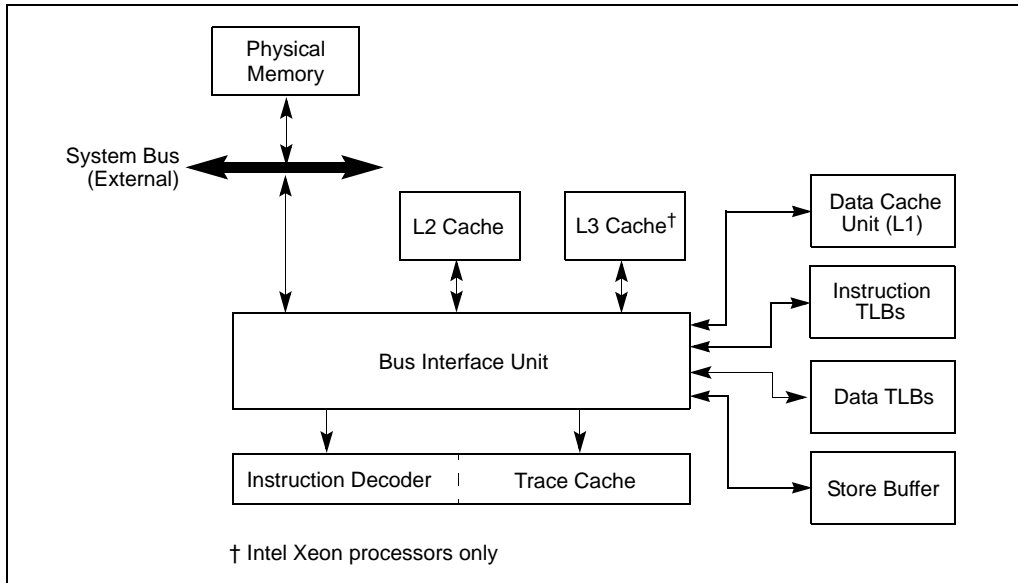 Physical
Memory
System Bus
(External)
L2 Cache
L3 Cache†
Data Cache
Unit (L1)
Instruction
TLBs
Bus Interface Unit
Data TLBs
Instruction Decoder
Trace Cache
Store Buffer
† Intel Xeon processors only